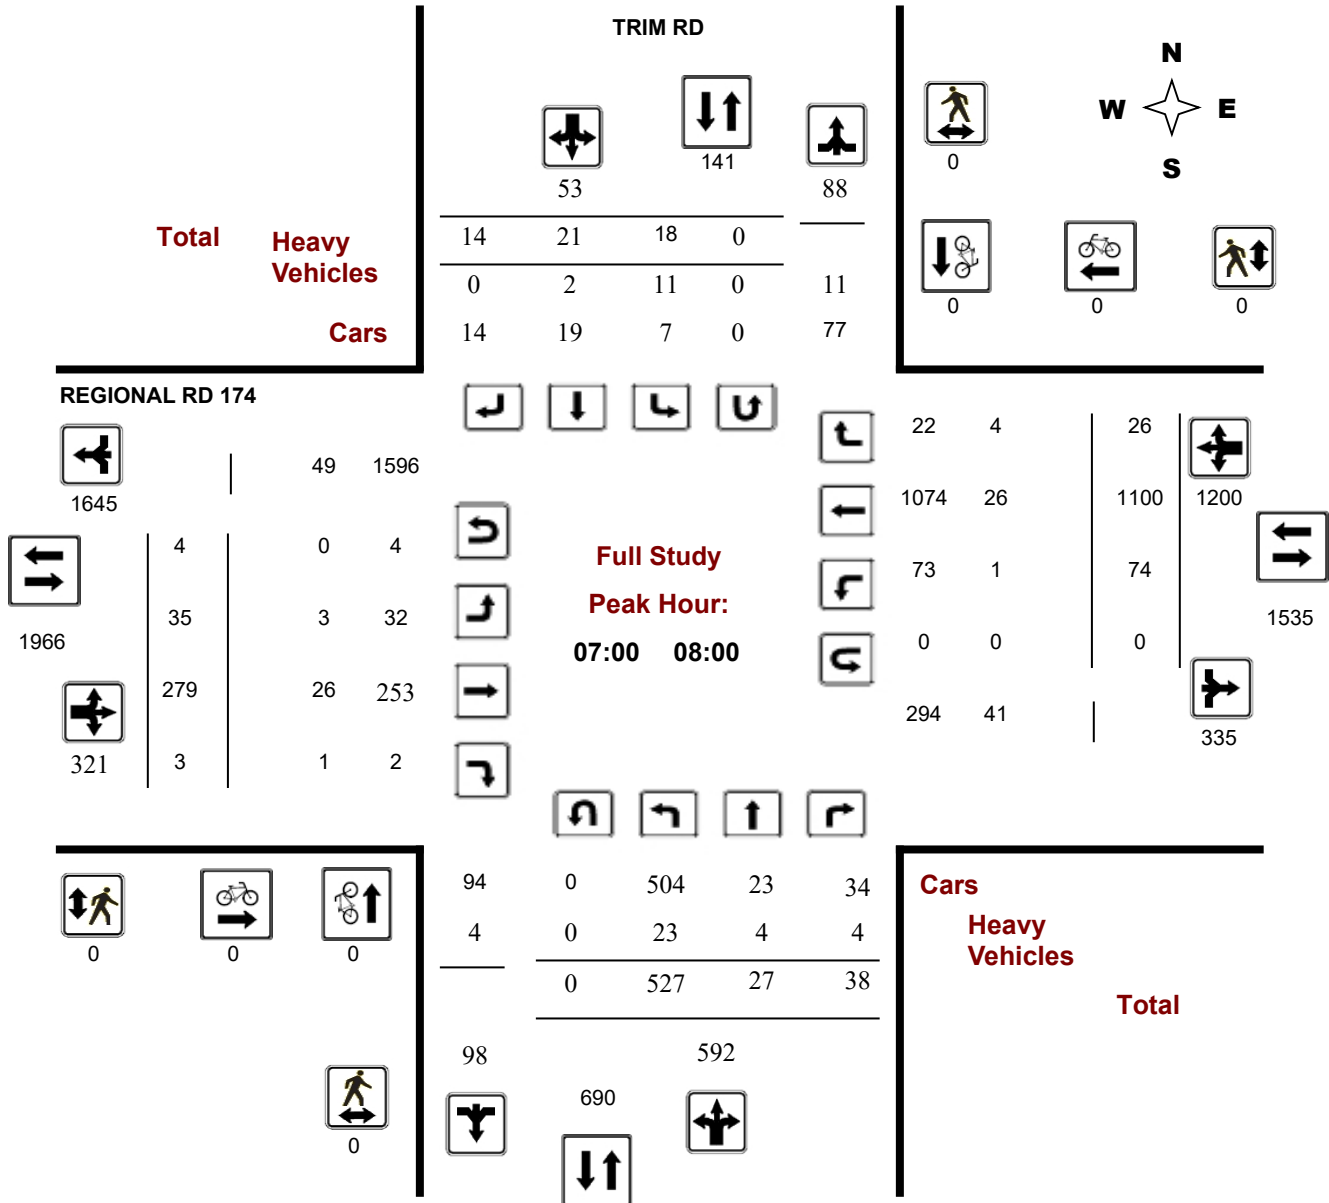 TRIM RD
N
W E
S
141
0
53
88
14 21 18 0
Total Heavy
Vehicles
0 2 11 0 11
0 0 0
Cars
14 19 7 0 77
REGIONAL RD 174
22 4 26
49 1596
1645
1074 26 1100 1200
4 0 4
Full Study
73 1 74
Peak Hour:
35 3 32
1535
1966
07:00 08:00
0 0 0
279 26 253
294 41
335
321 3 1 2
94 0 504 23 34
Cars
4 0 23 4 4
Heavy
Vehicles
0 0 0
0 527 27 38
Total
98 592
690
0